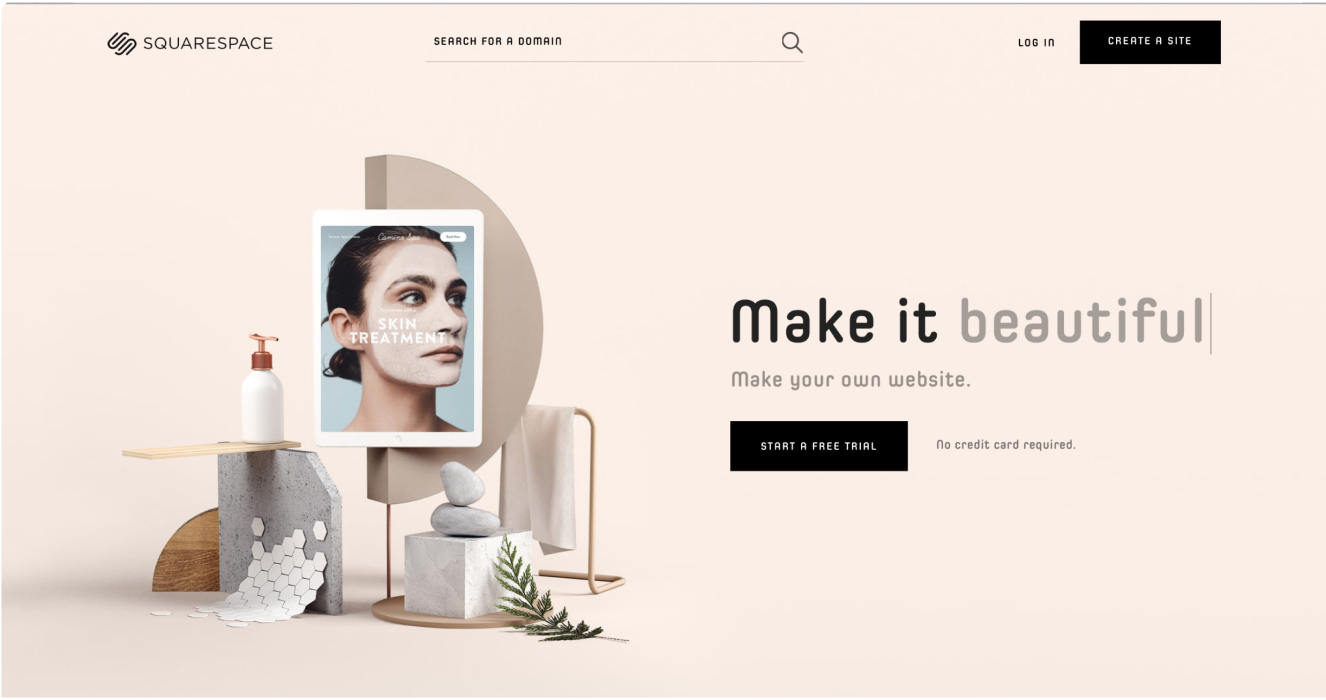 SQUARESPACE
SEARCH FOR A DOMAIN
LOG IN
CREATE A SITE
Camino Spa
SKIN
TREATMENT
Make it beautiful
Make your own website.
START A FREE TRIAL
No credit card required.